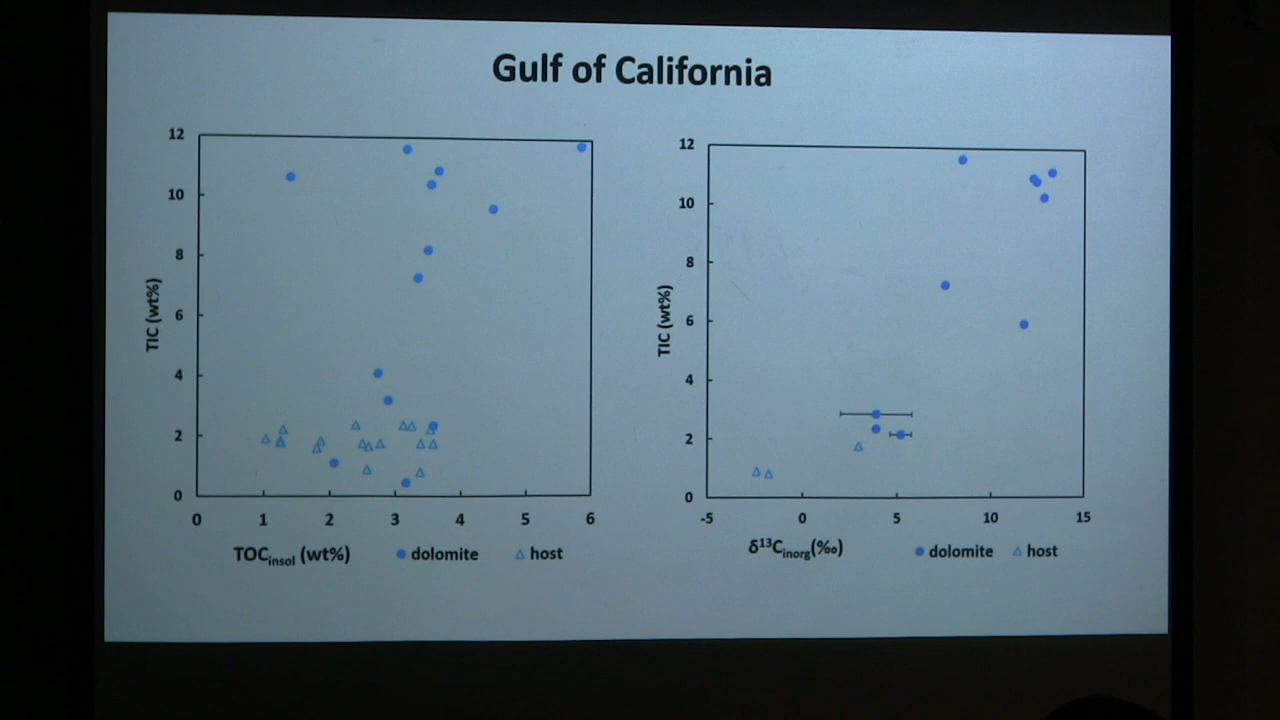 Gulf of California
12
10
8
6
4
2
0
TIC (wt%)
0 1 2 3 4 5 6
TOCinsol (wt%) dolomite host
12
10
8
6
4
2
0
TIC (wt%)
-5 0 5 10 15
δ¹³Cinorg(‰) dolomite host